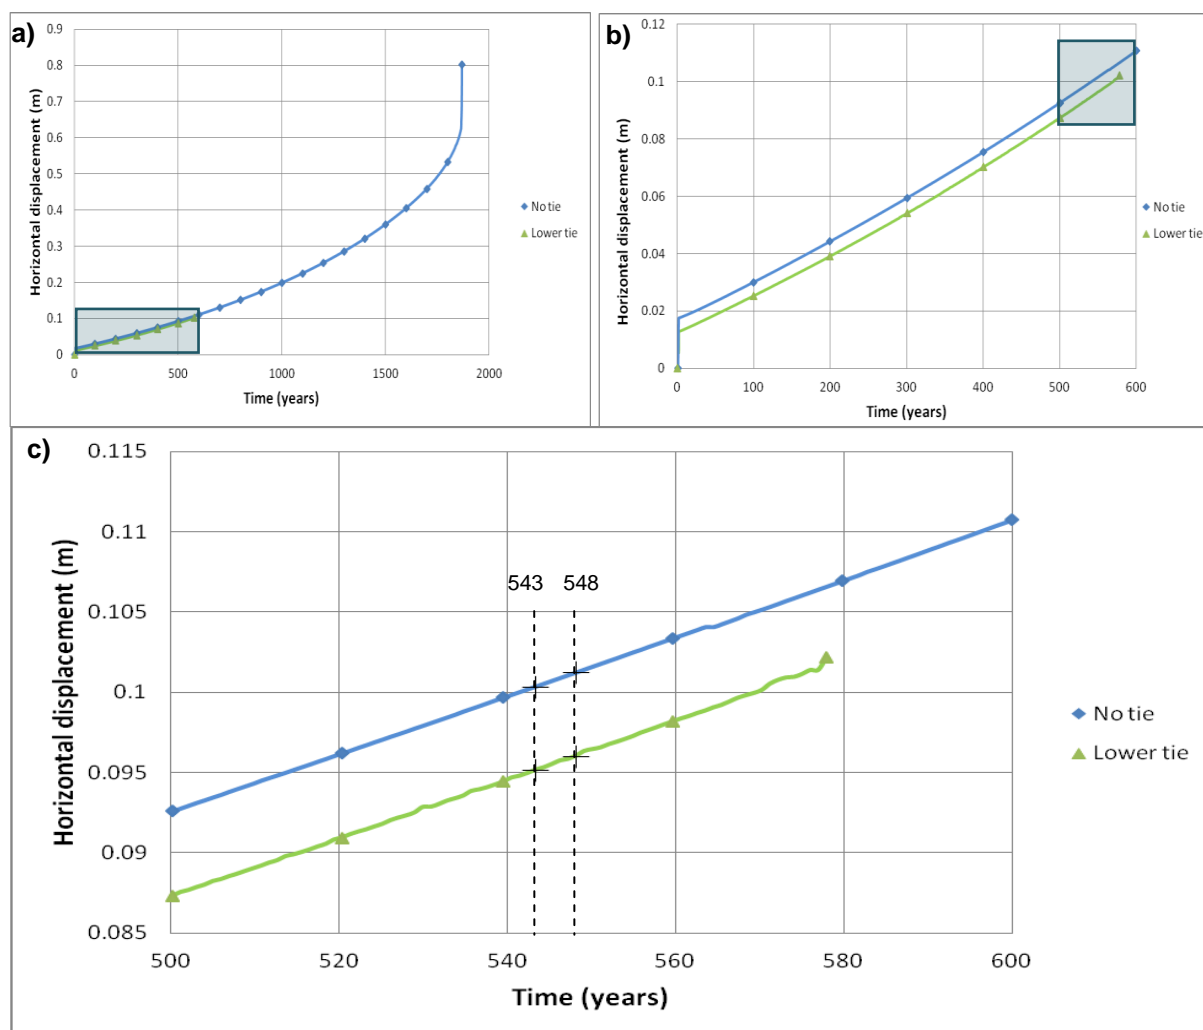 a)
Horizontal displacement (m)
0.9
0.8
0.7
0.6
0.5
0.4
0.3
0.2
0.1
0
0 500 1000 1500 2000
Time (years)
No tie
Lower tie
b)
Horizontal displacement (m)
0.12
0.1
0.08
0.06
0.04
0.02
0
0 100 200 300 400 500 600
Time (years)
No tie
Lower tie
c)
Horizontal displacement (m)
0.115
0.11
0.105
0.1
0.095
0.09
0.085
543 548
500 520 540 560 580 600
Time (years)
No tie
Lower tie